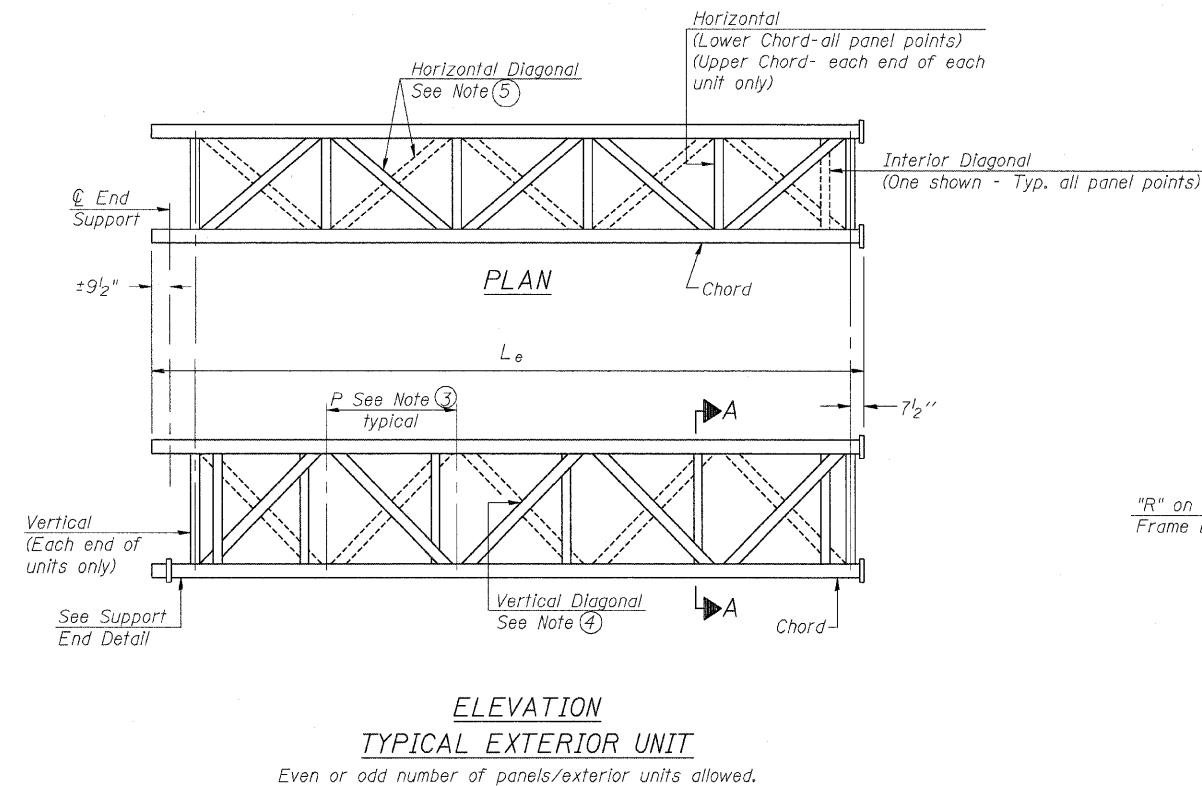 Horizontal
(Lower Chord-all panel points)
(Upper Chord- each end of each
unit only)
Horizontal Diagonal
See Note 5
Interior Diagonal
(One shown - Typ. all panel points)
℄ End
Support
±9½"
PLAN
Chord
Le
P See Note 3
typical
A
7½"
Vertical
(Each end of
units only)
"R" on
Frame
Vertical Diagonal
See Note 4
A
Chord
See Support
End Detail
ELEVATION
TYPICAL EXTERIOR UNIT
Even or odd number of panels/exterior units allowed.